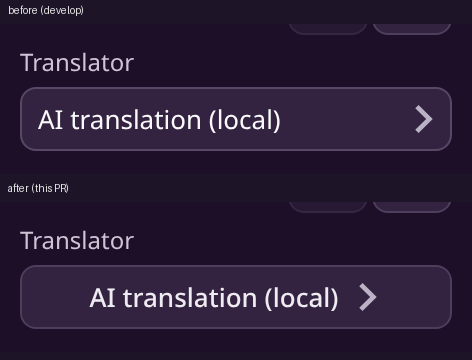 before (develop)
Translator
AI translation (local)
after (this PR)
Translator
AI translation (local)